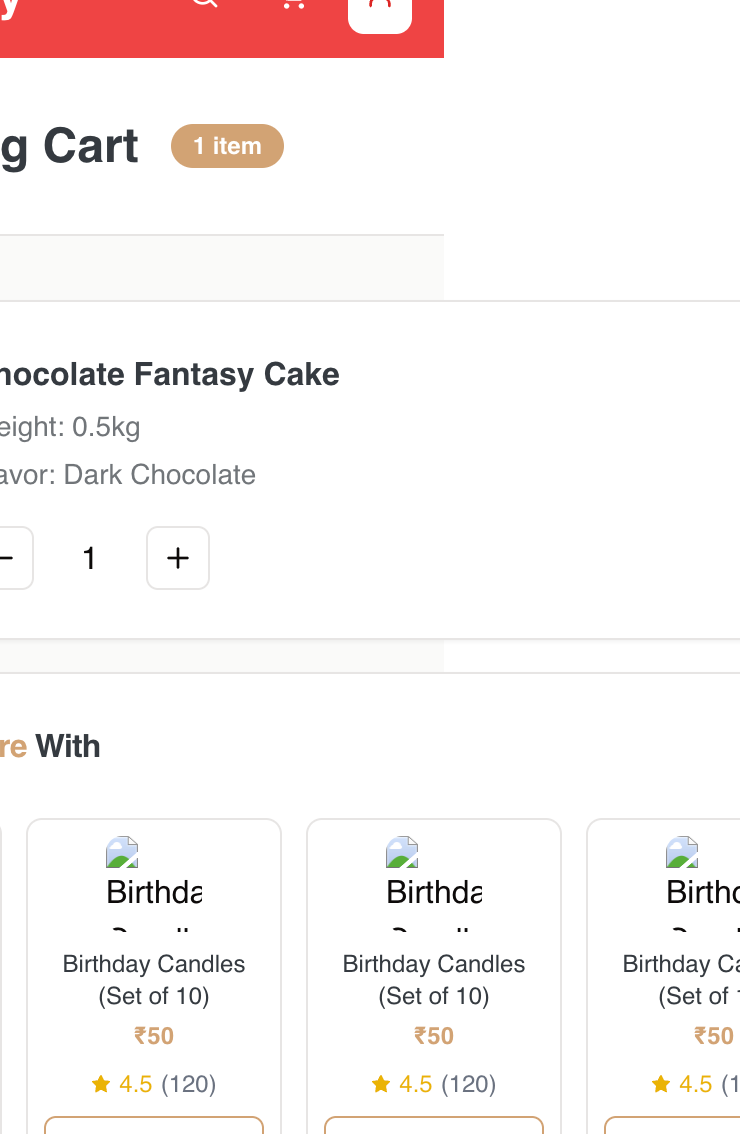 y
g Cart
1 item
hocolate Fantasy Cake
eight: 0.5kg
avor: Dark Chocolate
− 1 +
re With
Birthda
Birthda
Birthd
Birthday Candles
(Set of 10)
₹50
4.5 (120)
Birthday Candles
(Set of 10)
₹50
4.5 (120)
Birthday Ca
(Set of
₹50
4.5 (1